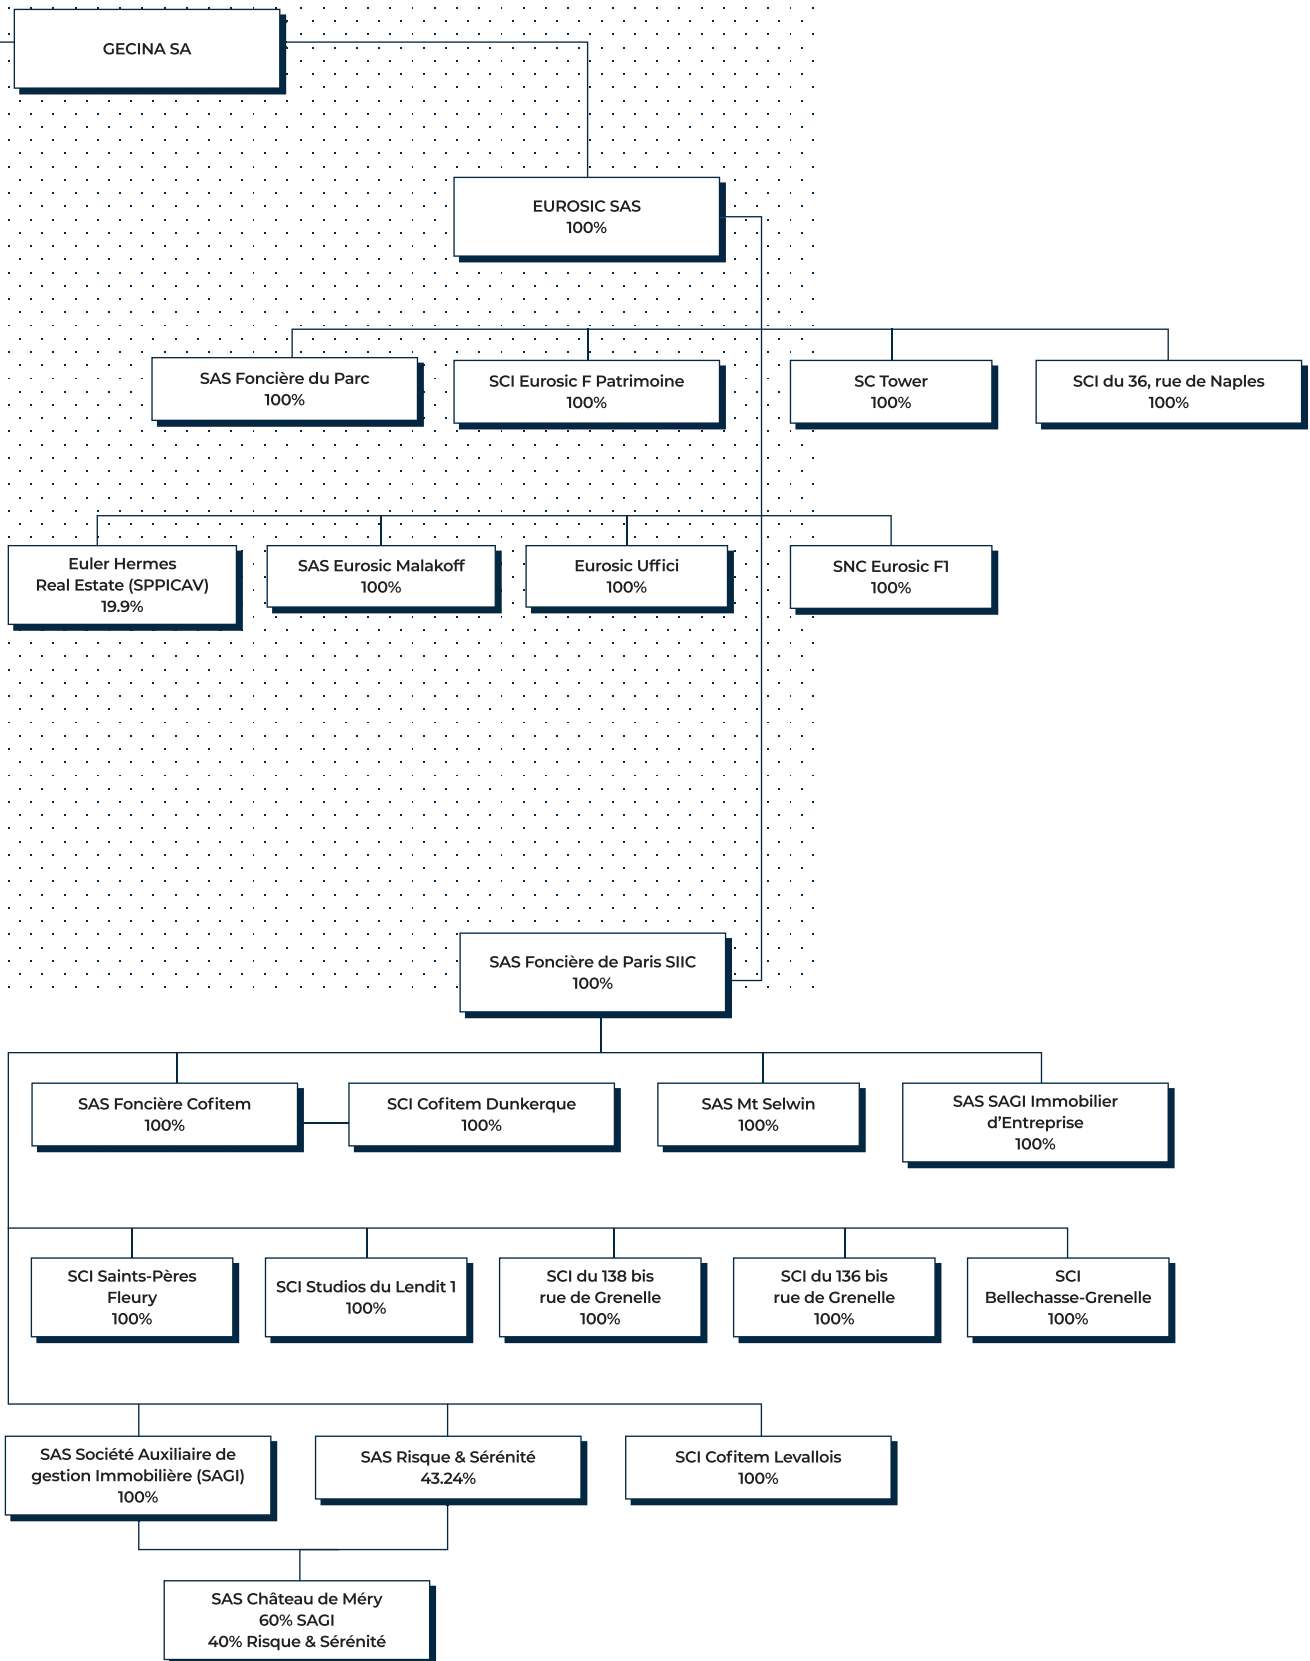 GECINA SA
EUROSIC SAS
100%
SAS Foncière du Parc
100%
SCI Eurosic F Patrimoine
100%
SC Tower
100%
SCI du 36, rue de Naples
100%
Euler Hermes
Real Estate (SPPICAV)
19.9%
SAS Eurosic Malakoff
100%
Eurosic Uffici
100%
SNC Eurosic F1
100%
SAS Foncière de Paris SIIC
100%
SAS Foncière Cofitem
100%
SCI Cofitem Dunkerque
100%
SAS Mt Selwin
100%
SAS SAGI Immobilier
d’Entreprise
100%
SCI Saints-Pères
Fleury
100%
SCI Studios du Lendit 1
100%
SCI du 138 bis
rue de Grenelle
100%
SCI du 136 bis
rue de Grenelle
100%
SCI
Bellechasse-Grenelle
100%
SAS Société Auxiliaire de
gestion Immobilière (SAGI)
100%
SAS Risque & Sérénité
43.24%
SCI Cofitem Levallois
100%
SAS Château de Méry
60% SAGI
40% Risque & Sérénité